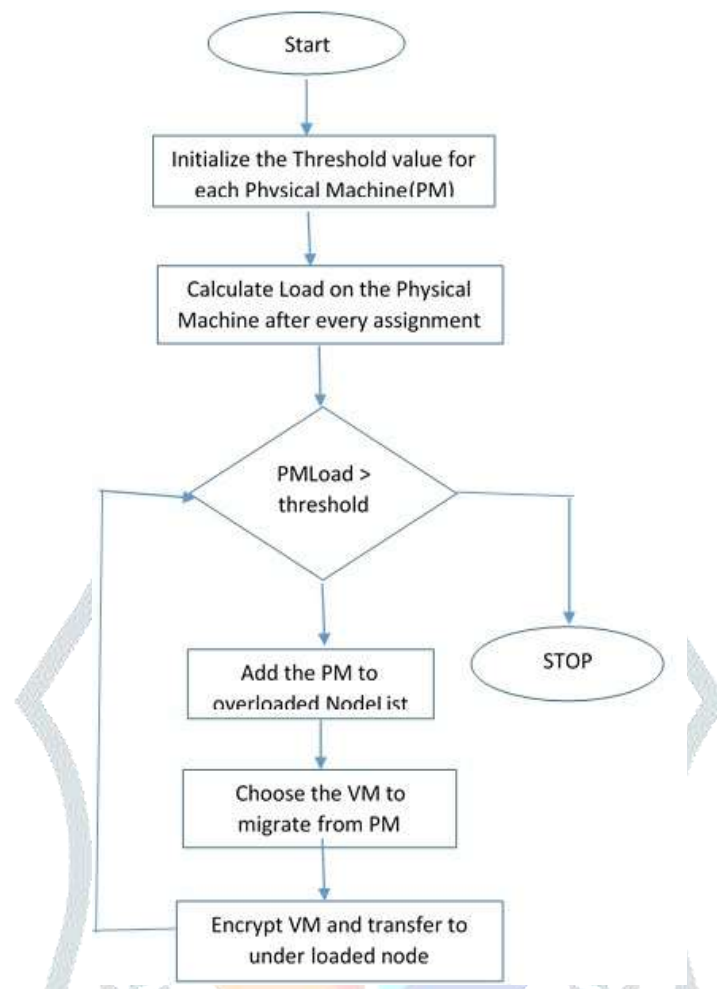 Start
Initialize the Threshold value for
each Physical Machine(PM)
Calculate Load on the Physical
Machine after every assignment
PMLoad >
threshold
Add the PM to
overloaded NodeList
STOP
Choose the VM to
migrate from PM
Encrypt VM and transfer to
under loaded node